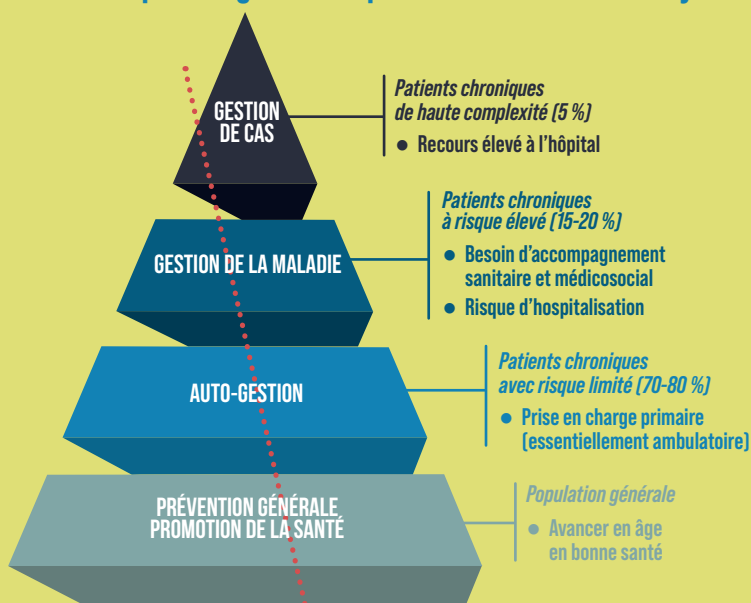 GESTION
DE CAS
Patients chroniques
de haute complexité (5 %)
● Recours élevé à l'hôpital
GESTION DE LA MALADIE
Patients chroniques
à risque élevé (15-20 %)
● Besoin d'accompagnement
sanitaire et médicosocial
● Risque d'hospitalisation
AUTO-GESTION
Patients chroniques
avec risque limité (70-80 %)
● Prise en charge primaire
(essentiellement ambulatoire)
PRÉVENTION GÉNÉRALE
PROMOTION DE LA SANTÉ
Population générale
● Avancer en âge
en bonne santé